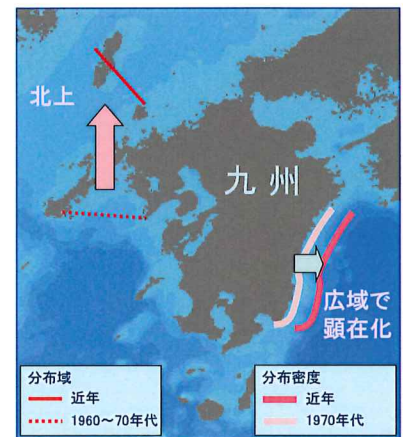 北上
九州
広域で
顕在化
分布域
近年
1960～70年代
分布密度
近年
1970年代